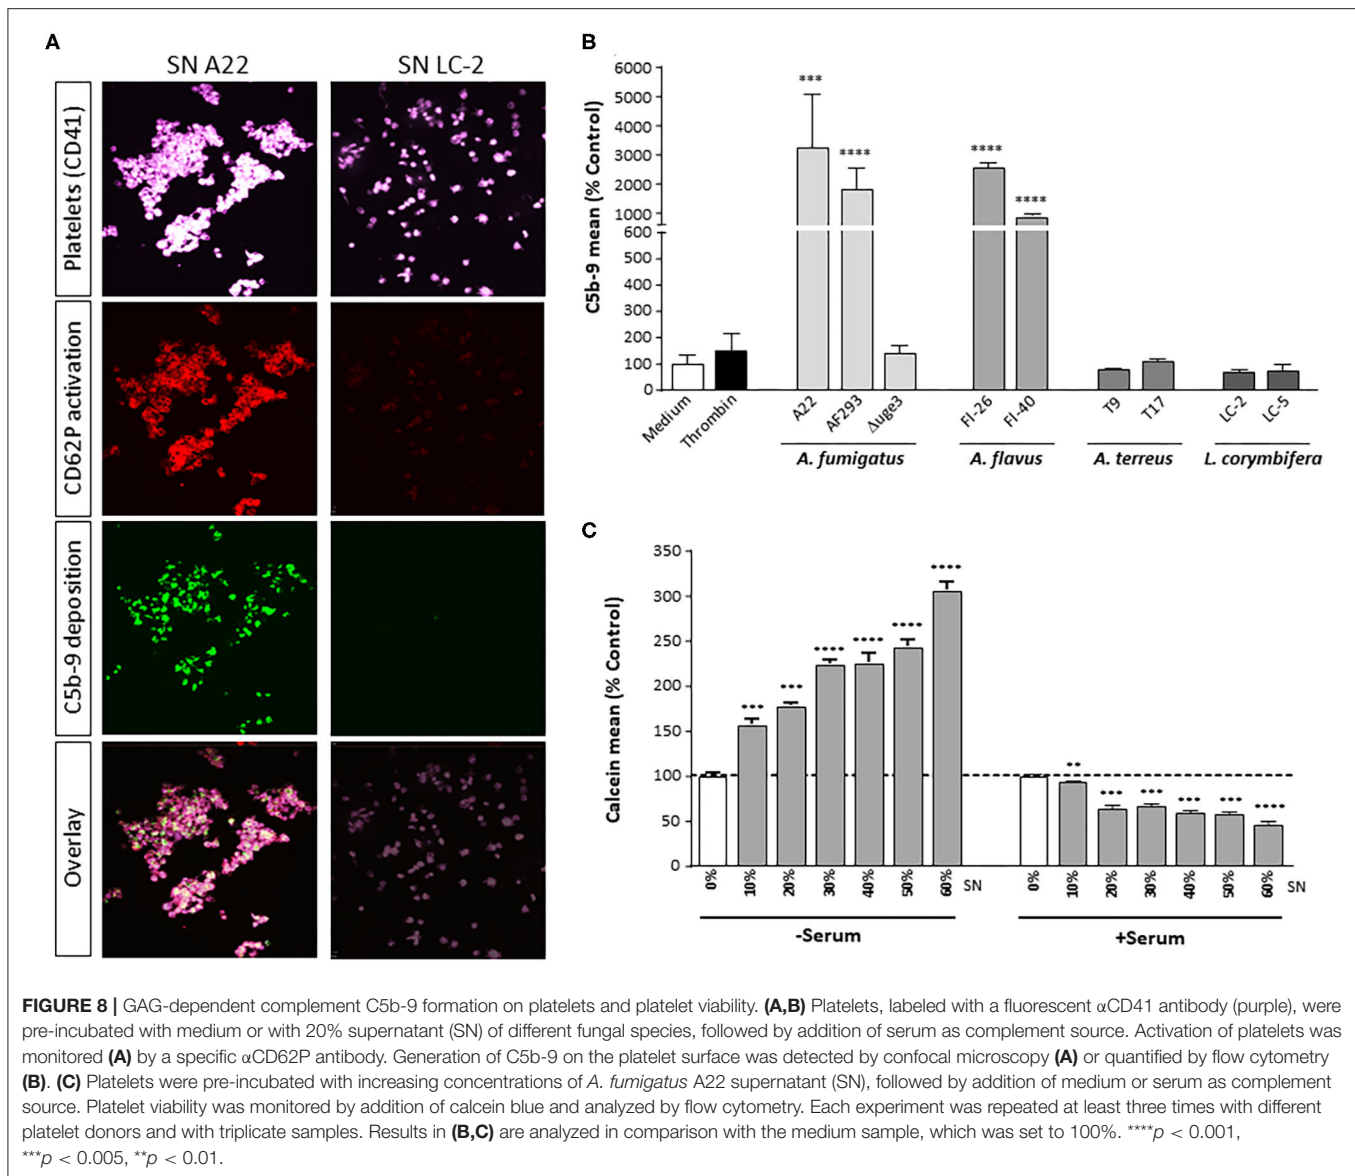 A
SN A22
SN LC-2
Platelets (CD41)
CD62P activation
C5b-9 deposition
Overlay
B
C5b-9 mean (% Control)
6000
5000
4000
3000
2000
1000
600
500
400
300
200
100
0
***
****
****
****
Medium
Thrombin
A22
AF293
Δuge3
FI-26
FI-40
T9
T17
LC-2
LC-5
A. fumigatus
A. flavus
A. terreus
L. corymbifera
C
Calcein mean (% Control)
350
300
250
200
150
100
50
0
***
***
****
****
****
****
**
***
***
***
***
****
0%
10%
20%
30%
40%
50%
60%
SN
0%
10%
20%
30%
40%
50%
60%
SN
-Serum
+Serum
FIGURE 8 | GAG-dependent complement C5b-9 formation on platelets and platelet viability. (A,B) Platelets, labeled with a fluorescent αCD41 antibody (purple), were
pre-incubated with medium or with 20% supernatant (SN) of different fungal species, followed by addition of serum as complement source. Activation of platelets was
monitored (A) by a specific αCD62P antibody. Generation of C5b-9 on the platelet surface was detected by confocal microscopy (A) or quantified by flow cytometry
(B). (C) Platelets were pre-incubated with increasing concentrations of A. fumigatus A22 supernatant (SN), followed by addition of medium or serum as complement
source. Platelet viability was monitored by addition of calcein blue and analyzed by flow cytometry. Each experiment was repeated at least three times with different
platelet donors and with triplicate samples. Results in (B,C) are analyzed in comparison with the medium sample, which was set to 100%. ****p < 0.001,
***p < 0.005, **p < 0.01.